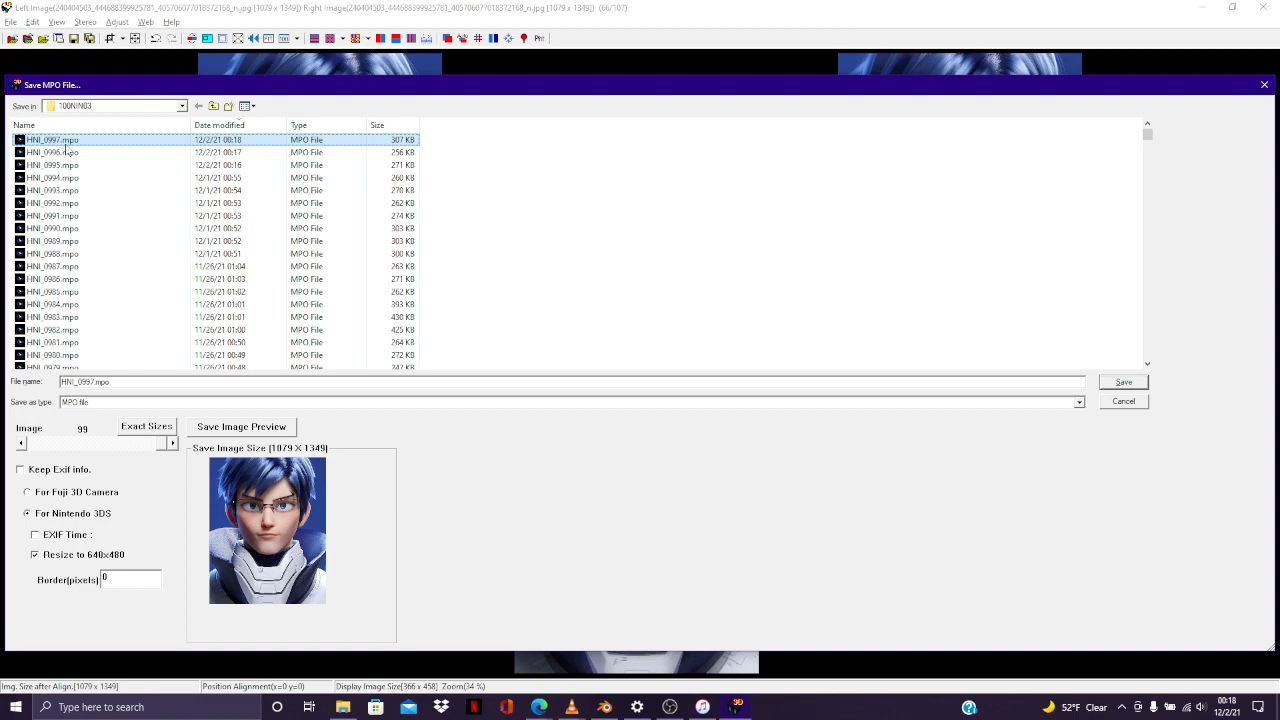 Left Image(240404503_444688399925781_4057060770183721​68_n.jpg [1079 x 1349]) Right Image(240404503_444688399925781_405706077018372168_n.jpg [1079 x 1349]) (66/107)
File Edit View Stereo Adjust Web Help
Save MPO File...
Save in: 100NIN03
Name Date modified Type Size
HNI_0997.mpo 12/2/21 00:18 MPO File 307 KB
HNI_0996.mpo 12/2/21 00:17 MPO File 256 KB
HNI_0995.mpo 12/2/21 00:16 MPO File 271 KB
HNI_0994.mpo 12/1/21 00:55 MPO File 260 KB
HNI_0993.mpo 12/1/21 00:54 MPO File 270 KB
HNI_0992.mpo 12/1/21 00:53 MPO File 262 KB
HNI_0991.mpo 12/1/21 00:53 MPO File 274 KB
HNI_0990.mpo 12/1/21 00:52 MPO File 303 KB
HNI_0989.mpo 12/1/21 00:52 MPO File 303 KB
HNI_0988.mpo 12/1/21 00:51 MPO File 300 KB
HNI_0987.mpo 11/26/21 01:04 MPO File 263 KB
HNI_0986.mpo 11/26/21 01:03 MPO File 271 KB
HNI_0985.mpo 11/26/21 01:02 MPO File 262 KB
HNI_0984.mpo 11/26/21 01:01 MPO File 393 KB
HNI_0983.mpo 11/26/21 01:01 MPO File 430 KB
HNI_0982.mpo 11/26/21 01:00 MPO File 425 KB
HNI_0981.mpo 11/26/21 00:50 MPO File 264 KB
HNI_0980.mpo 11/26/21 00:49 MPO File 272 KB
HNI_0979.mpo 11/26/21 00:48 MPO File 247 KB
File name: HNI_0997.mpo Save
Save as type MPO file Cancel
Image 99 Exact Sizes Save Image Preview
Save Image Size [1079 X 1349]
Keep Exif info.
For Fuji 3D Camera
For Nintendo 3DS
EXIF Time :
Resize to 640x480
Border(pixels) 0
Img. Size after Align.[1079 x 1349] Position Alignment(x=0 y=0) Display Image Size[366 x 458] Zoom(34 %)
Type here to search
52°F Clear
00:18
12/2/21